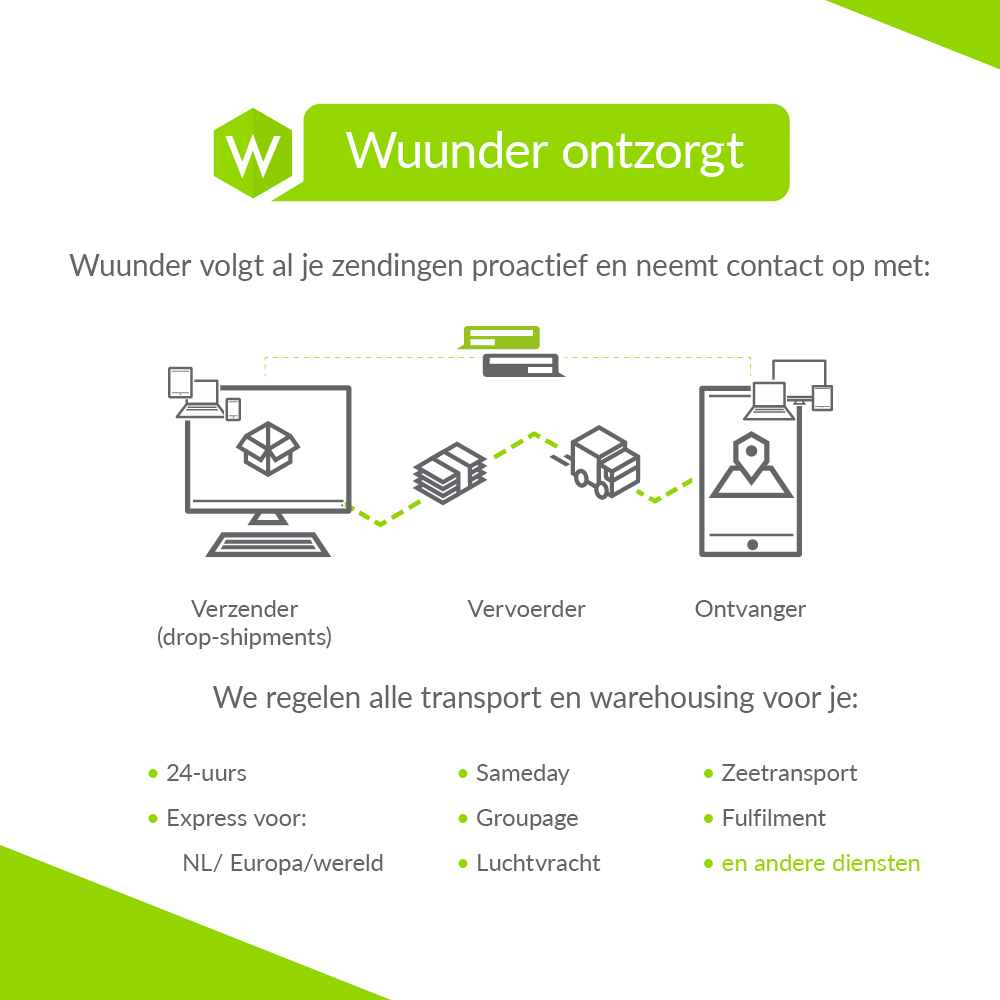 W
Wuunder ontzorgt
Wuunder volgt al je zendingen proactief en neemt contact op met:
Verzender
(drop-shipments)
Vervoerder
Ontvanger
We regelen alle transport en warehousing voor je:
• 24-uurs
• Express voor:
NL/ Europa/wereld
• Sameday
• Groupage
• Luchtvracht
• Zeetransport
• Fulfilment
• en andere diensten